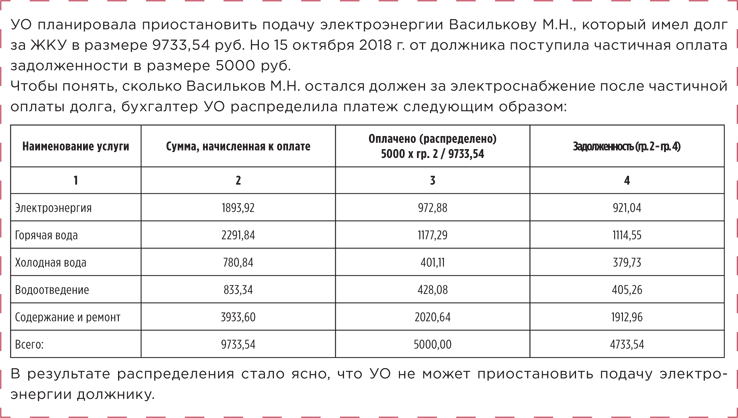 УО планировала приостановить подачу электроэнергии Василькову М.Н., который имел долг
за ЖКУ в размере 9733,54 руб. Но 15 октября 2018 г. от должника поступила частичная оплата
задолженности в размере 5000 руб.
Чтобы понять, сколько Васильков М.Н. остался должен за электроснабжение после частичной
оплаты долга, бухгалтер УО распределила платеж следующим образом:
Наименование услуги Сумма, начисленная к оплате Оплачено (распределено) 5000 х гр. 2 / 9733,54 Задолженность (гр. 2 – гр. 4)
1 2 3 4
Электроэнергия 1893,92 972,88 921,04
Горячая вода 2291,84 1177,29 1114,55
Холодная вода 780,84 401,11 379,73
Водоотведение 833,34 428,08 405,26
Содержание и ремонт 3933,60 2020,64 1912,96
Всего: 9733,54 5000,00 4733,54
В результате распределения стало ясно, что УО не может приостановить подачу электро-
энергии должнику.